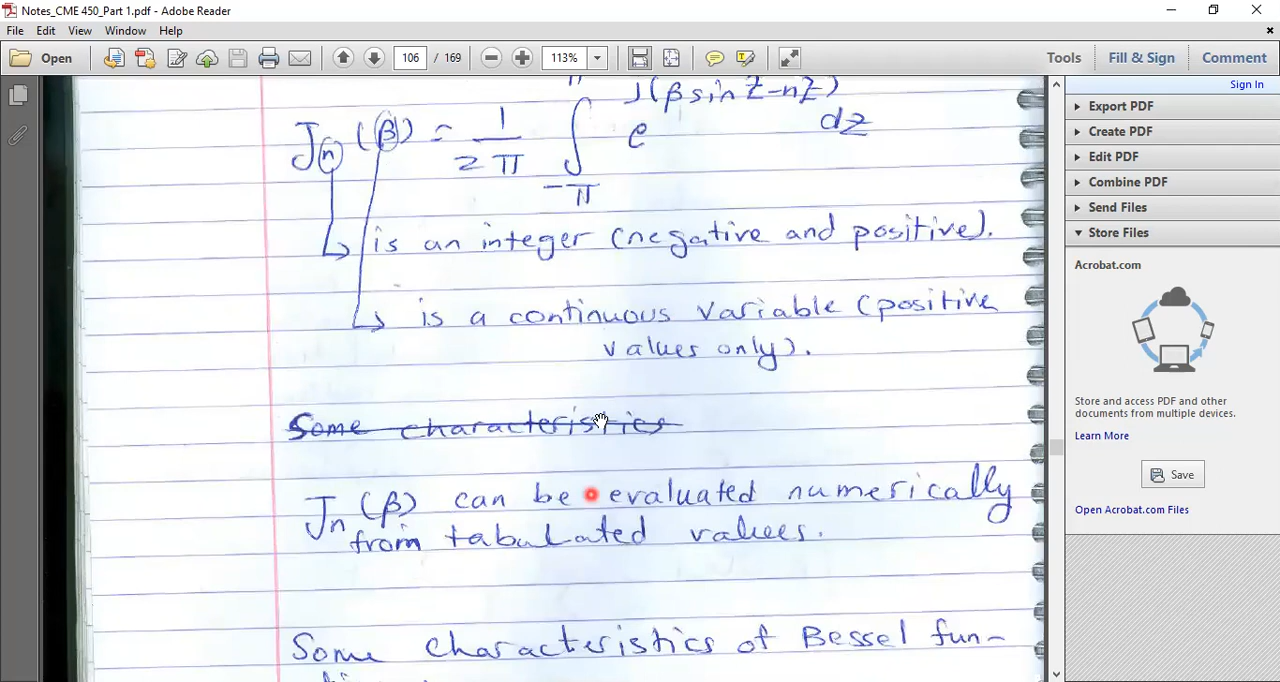 Notes_CME 450_Part 1.pdf - Adobe Reader
File Edit View Window Help
Open 106 / 169 113% Tools Fill & Sign Comment
Sign In
Export PDF
Create PDF
Edit PDF
Combine PDF
Send Files
Store Files
Acrobat.com
Store and access PDF and other
documents from multiple devices.
Learn More
Save
Open Acrobat.com Files
J(β sin Z - nZ)
J n (β) = 1 / 2π ∫ e dz
-π
is an integer (negative and positive).
is a continuous variable (positive
values only).
Some characteristics
Jn (β) can be evaluated numerically
from tabulated values.
Some characteristics of Bessel fun-